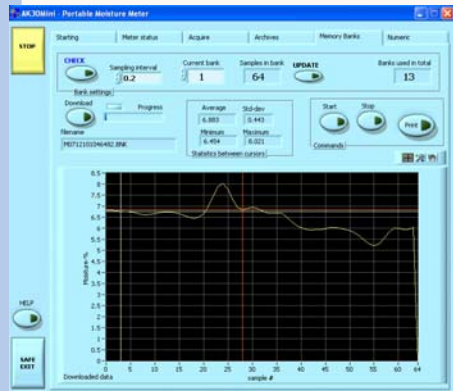 AK30Mini - Portable Moisture Meter
STOP
Starting
Meter status
Acquire
Archives
Memory Banks
Numeric
CHECK
Sampling interval
0.2
Current bank
1
Samples in bank
64
UPDATE
Banks used in total
13
Bank settings
Download
Progress
filename
M0712101046482.BNK
Average
6.883
Std-dev
0.443
Minimum
6.454
Maximum
8.021
Statistics between cursors
Start
Stop
Print
Commands
Moisture-%
8.5
8
7.5
7
6.5
6
5.5
5
4.5
4
3.5
3
2.5
2
1.5
1
0.5
0
0
5
10
15
20
25
30
35
40
45
50
55
60
64
sample #
Downloaded data
HELP
SAFE
EXIT